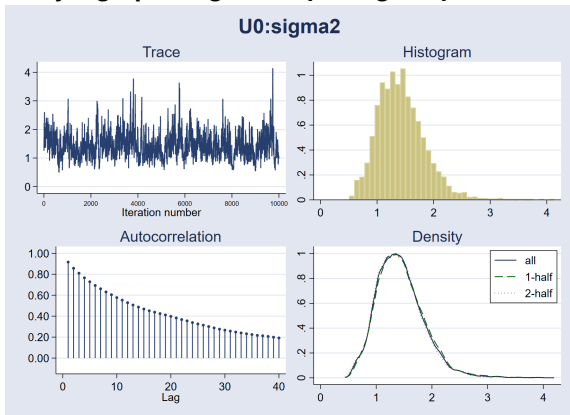 U0:sigma2
Trace
4
3
2
1
0
0 2000 4000 6000 8000 10000
Iteration number
Histogram
1
.8
.6
.4
.2
0
0 1 2 3 4
Autocorrelation
1.00
0.80
0.60
0.40
0.20
0.00
0 10 20 30 40
Lag
Density
all
1-half
2-half
1
.8
.6
.4
.2
0
0 1 2 3 4